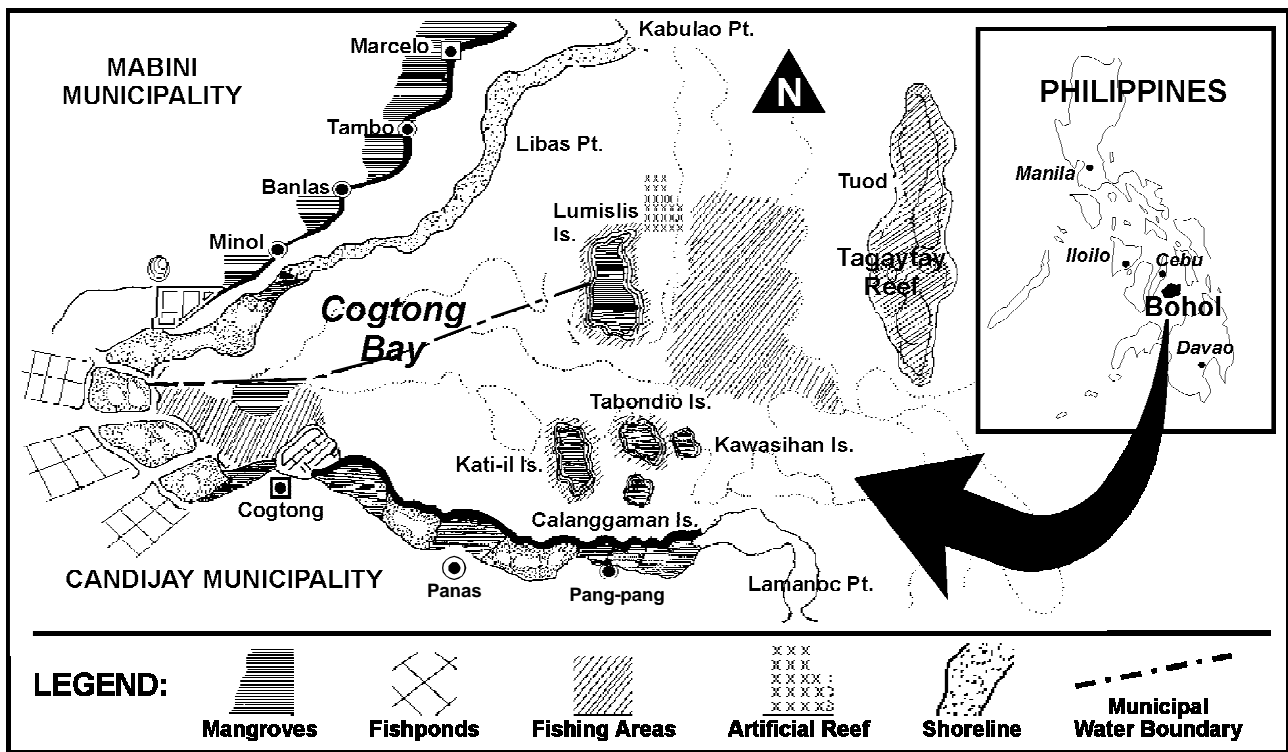 Kabulao Pt.
Marcelo
MABINI
MUNICIPALITY
N
PHILIPPINES
Tambo
Libas Pt.
Manila
Tuod
Banlas
Lumislis
Is.
Minol
Tagaytay
Reef
Iloilo
Cebu
Bohol
Cogtong
Bay
Davao
Tabondio Is.
Kawasihan Is.
Kati-il Is.
Cogtong
Calanggaman Is.
CANDIJAY MUNICIPALITY
Panas
Pang-pang
Lamanoc Pt.
LEGEND:
Mangroves
Fishponds
Fishing Areas
Artificial Reef
Shoreline
Municipal
Water Boundary